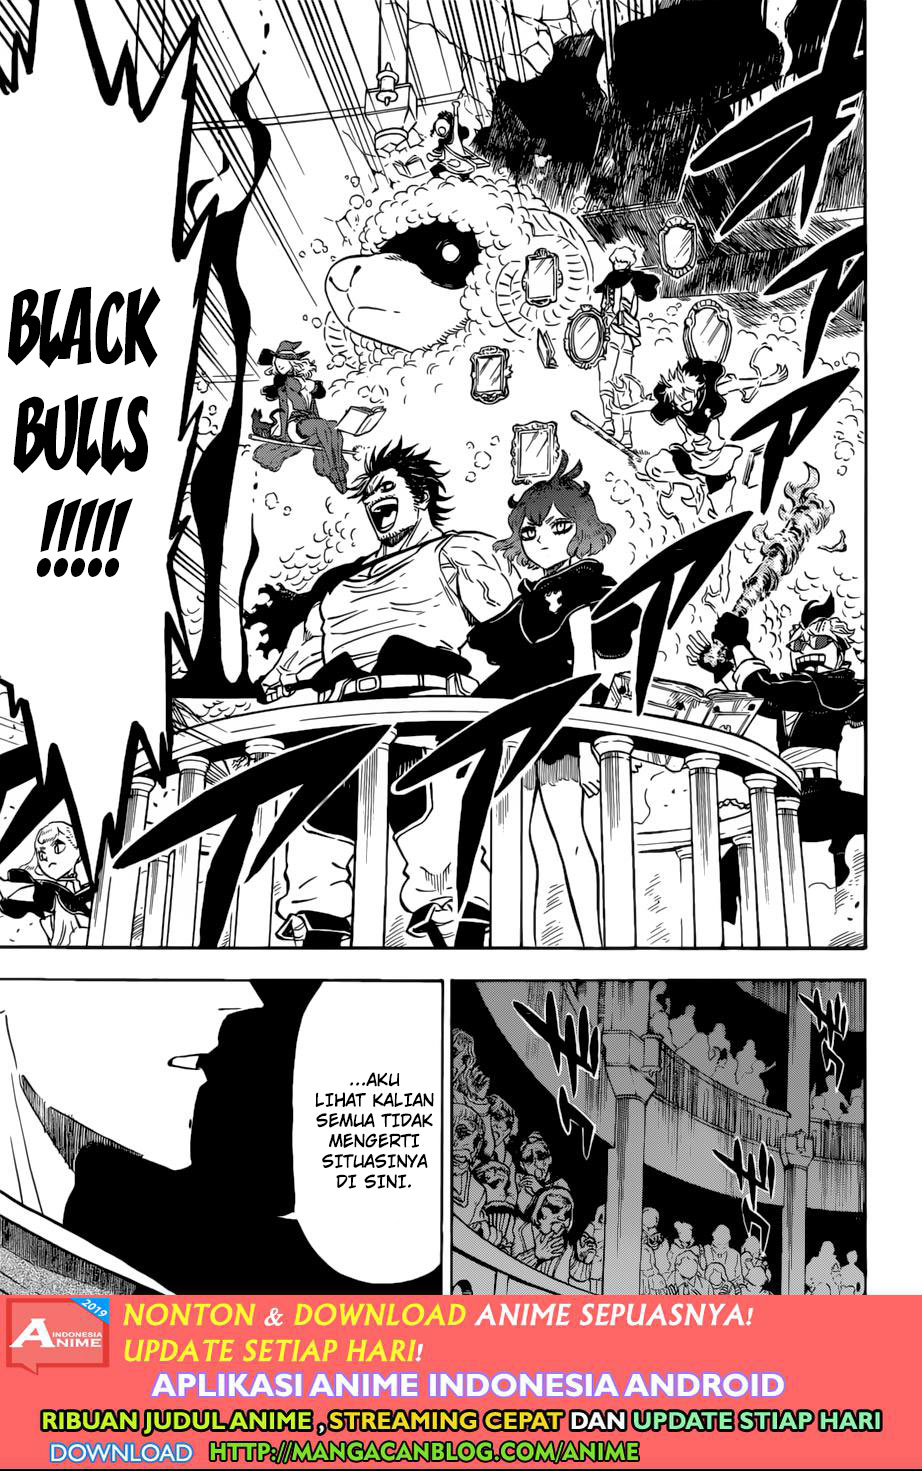 BLACK
BULLS
!!!!!
...AKU
LIHAT KALIAN
SEMUA TIDAK
MENGERTI
SITUASINYA
DI SINI.
2019
INDONESIA
ANIME
NONTON & DOWNLOAD ANIME SEPUASNYA!
UPDATE SETIAP HARI!
APLIKASI ANIME INDONESIA ANDROID
RIBUAN JUDUL ANIME , STREAMING CEPAT DAN UPDATE STIAP HARI
DOWNLOAD HTTP://MANGACANBLOG.COM/ANIME